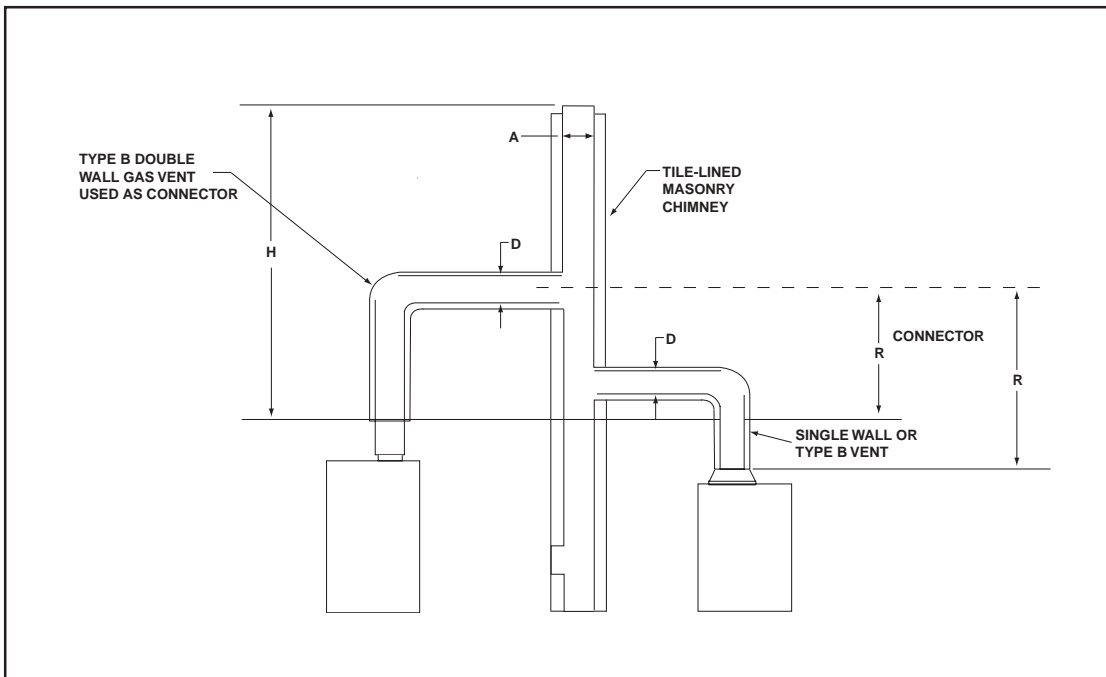 A
TYPE B DOUBLE
WALL GAS VENT
USED AS CONNECTOR
TILE-LINED
MASONRY
CHIMNEY
H
D
D
CONNECTOR
R
R
SINGLE WALL OR
TYPE B VENT